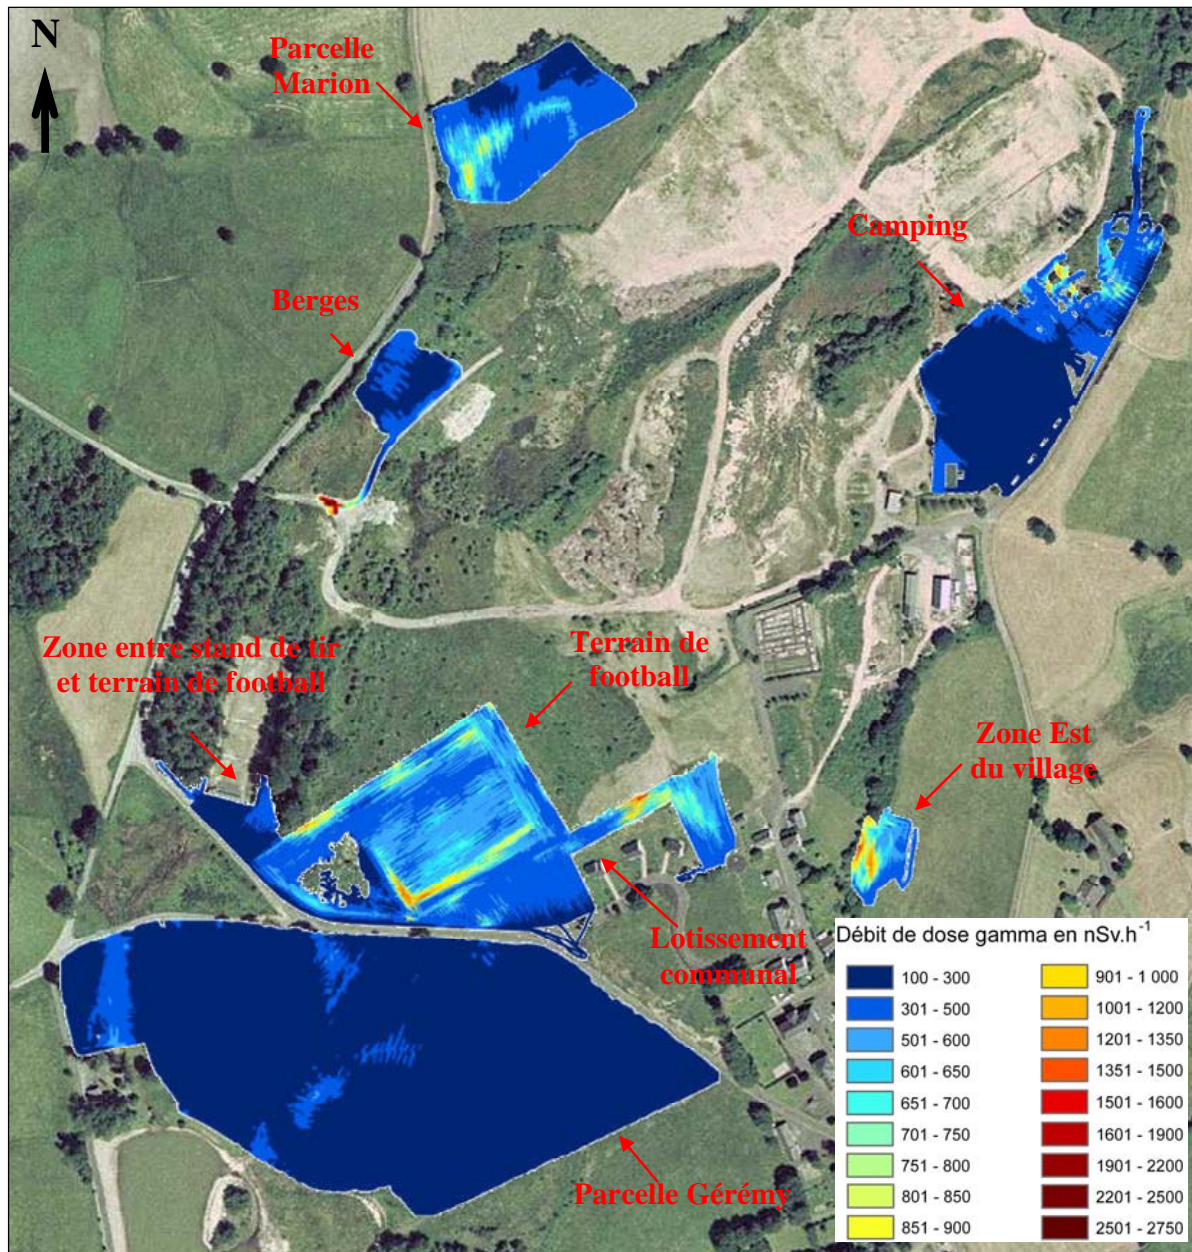 N
Parcelle
Marion
Camping
Berges
Zone entre stand de tir
et terrain de football
Terrain de
football
Zone Est
du village
Lotissement
communal
Parcelle Gérémy
Débit de dose gamma en nSv.h⁻¹
100 - 300
301 - 500
501 - 600
601 - 650
651 - 700
701 - 750
751 - 800
801 - 850
851 - 900
901 - 1 000
1001 - 1200
1201 - 1350
1351 - 1500
1501 - 1600
1601 - 1900
1901 - 2200
2201 - 2500
2501 - 2750